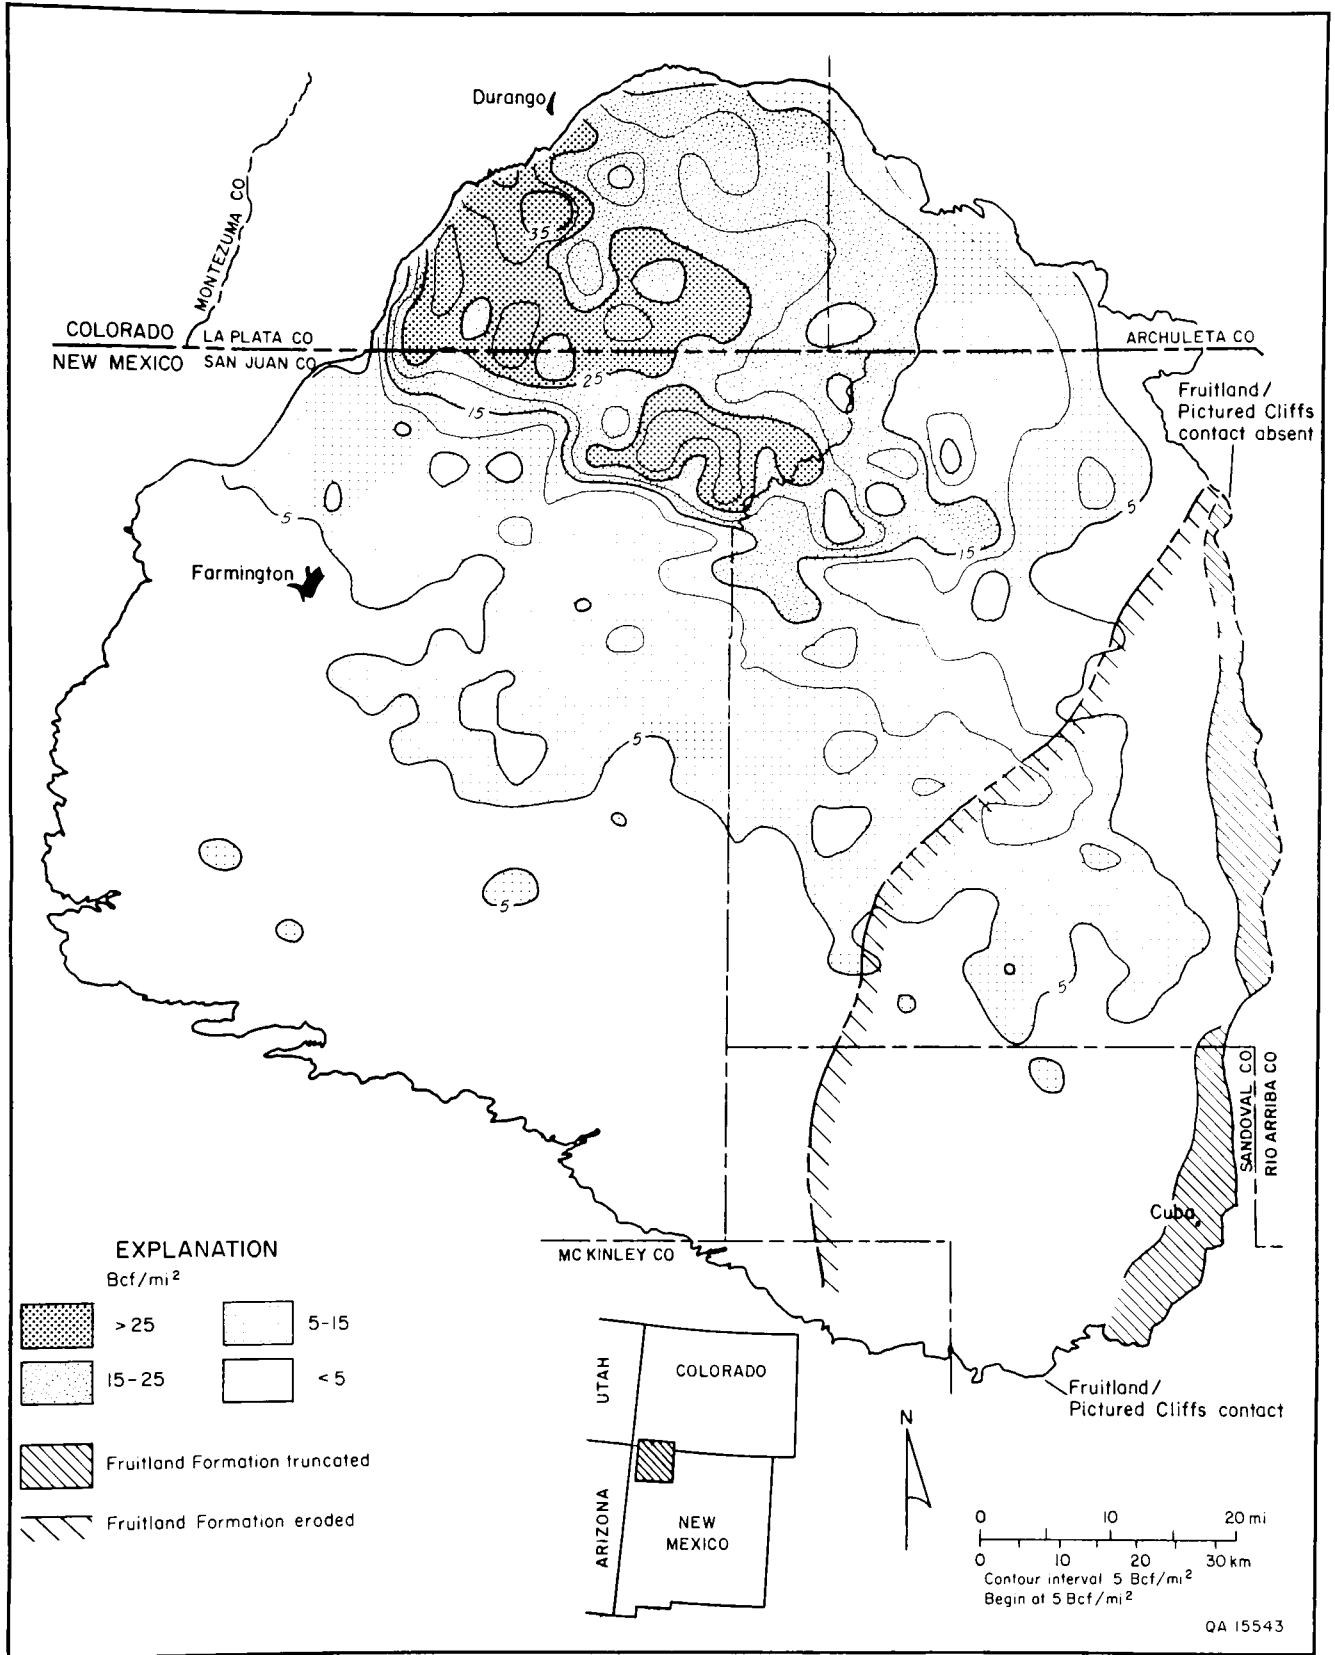 Durango
MONTEZUMA CO
35
COLORADO
LA PLATA CO
ARCHULETA CO
NEW MEXICO
SAN JUAN CO
25
Fruitland/
Pictured Cliffs
contact absent
15
5
5
15
Farmington
5
5
5
SANDOVAL CO
RIO ARRIBA CO
Cuba
MC KINLEY CO
EXPLANATION
Bcf/mi²
>25
5-15
15-25
<5
Fruitland Formation truncated
Fruitland Formation eroded
UTAH
COLORADO
ARIZONA
NEW
MEXICO
Fruitland/
Pictured Cliffs contact
N
0 10 20 mi
0 10 20 30 km
Contour interval 5 Bcf/mi²
Begin at 5 Bcf/mi²
QA 15543